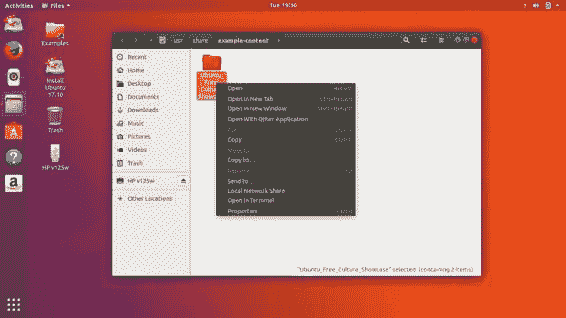 Activities Files Tue 19:30
Examples
Install
Ubuntu
17.10
Trash
HP v125w
usr share example-content
Recent
Home
Desktop
Documents
Downloads
Music
Pictures
Videos
Trash
HP v125w
Other Locations
Ubuntu
Free
Open
Open In New Tab
Open In New Window
Open With Other Application
Copy
Copy to...
Send to...
Local Network Share
Open in Terminal
Properties
"Ubuntu_Free_Culture_Showcase" selected (containing 2 items)